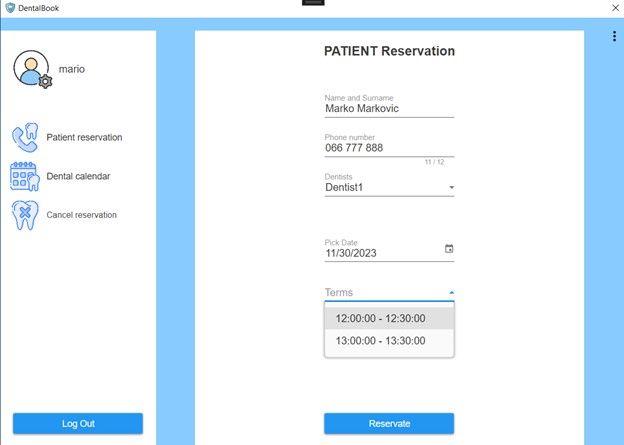 DentalBook
mario
Patient reservation
Dental calendar
Cancel reservation
Log Out
PATIENT Reservation
Name and Surname
Marko Markovic
Phone number
066 777 888
11 / 12
Dentists
Dentist1
Pick Date
11/30/2023
Terms
12:00:00 - 12:30:00
13:00:00 - 13:30:00
Reservate